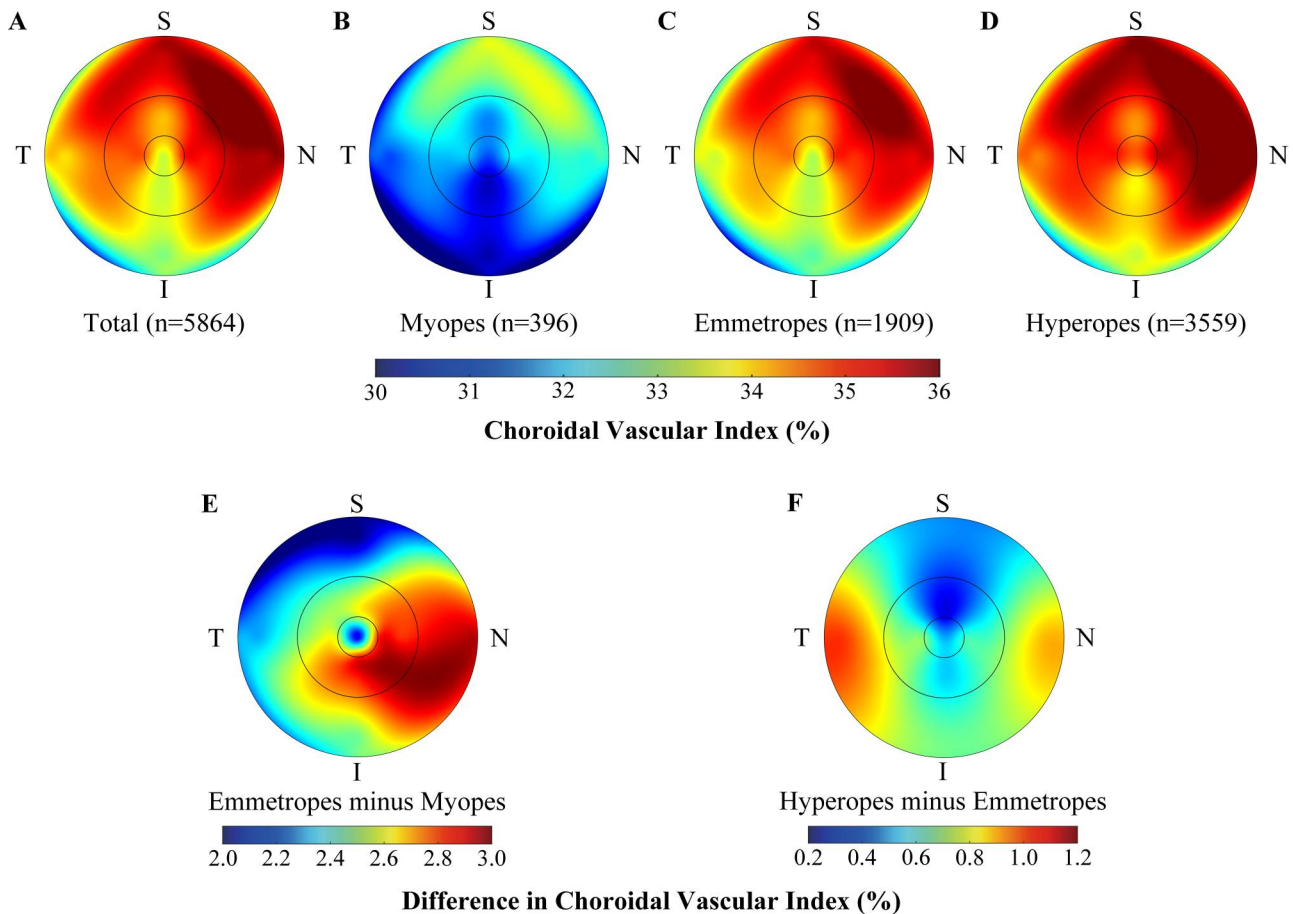 A B C D
S S S S
T N T N T N T N
I I I I
Total (n=5864) Myopes (n=396) Emmetropes (n=1909) Hyperopes (n=3559)
30 31 32 33 34 35 36
Choroidal Vascular Index (%)
E F
S S
T N T N
I I
Emmetropes minus Myopes Hyperopes minus Emmetropes
2.0 2.2 2.4 2.6 2.8 3.0 0.2 0.4 0.6 0.8 1.0 1.2
Difference in Choroidal Vascular Index (%)